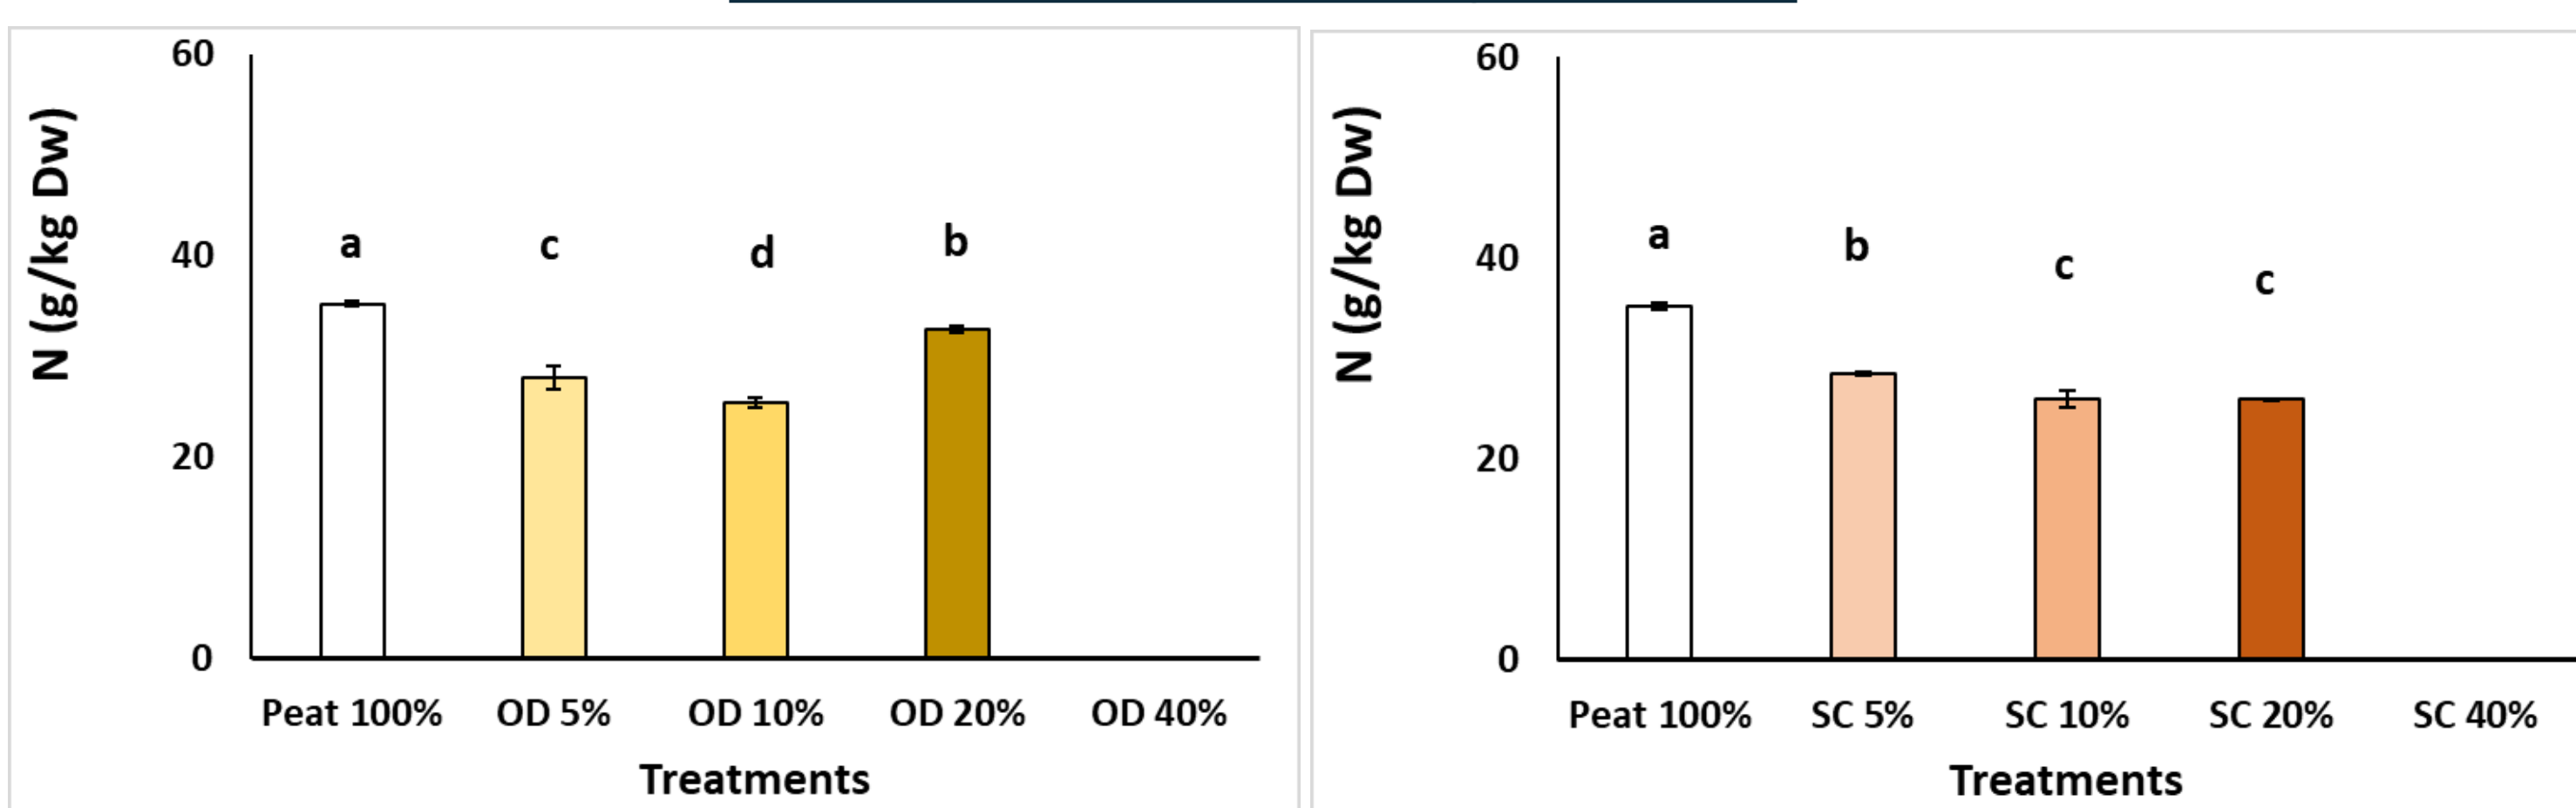 60
40
20
0
N (g/kg Dw)
a
c
d
b
Peat 100% OD 5% OD 10% OD 20% OD 40%
Treatments
60
40
20
0
N (g/kg Dw)
a
b
c
c
Peat 100% SC 5% SC 10% SC 20% SC 40%
Treatments